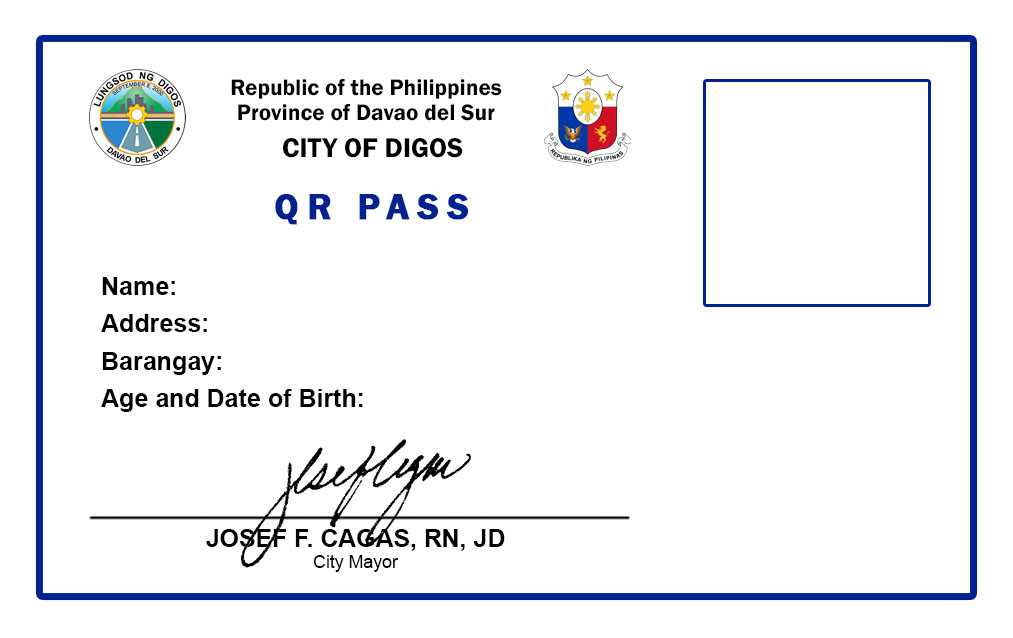 LUNGSOD NG DIGOS
SEPTEMBER 8, 2000
DAVAO DEL SUR
Republic of the Philippines
Province of Davao del Sur
CITY OF DIGOS
REPUBLIKA NG PILIPINAS
QR PASS
Name:
Address:
Barangay:
Age and Date of Birth:
JOSEF F. CAGAS, RN, JD
City Mayor